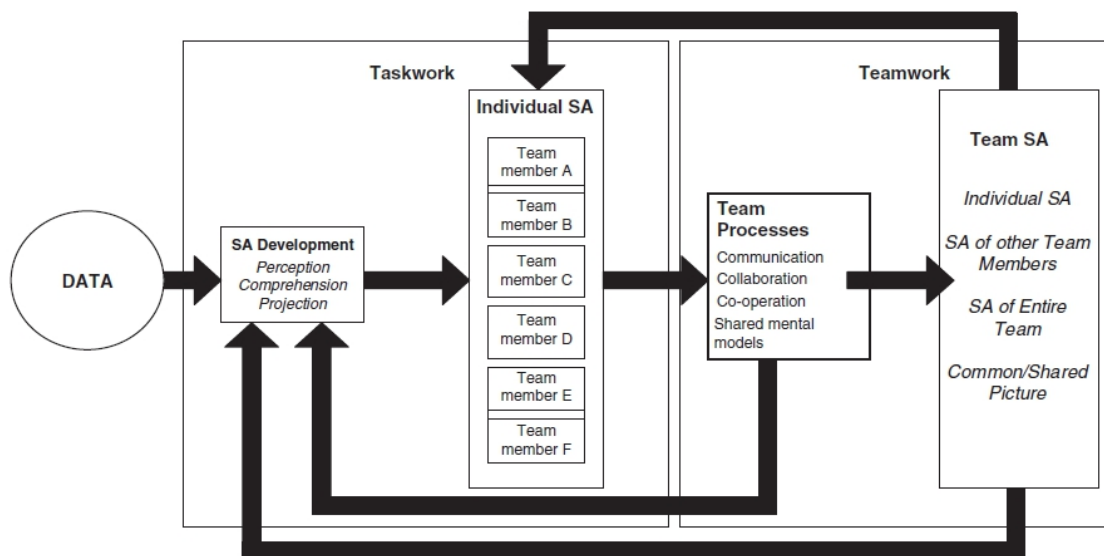 Taskwork
Teamwork
DATA
SA Development
Perception
Comprehension
Projection
Individual SA
Team
member A
Team
member B
Team
member C
Team
member D
Team
member E
Team
member F
Team
Processes
Communication
Collaboration
Co-operation
Shared mental
models
Team SA
Individual SA
SA of other Team
Members
SA of Entire
Team
Common/Shared
Picture